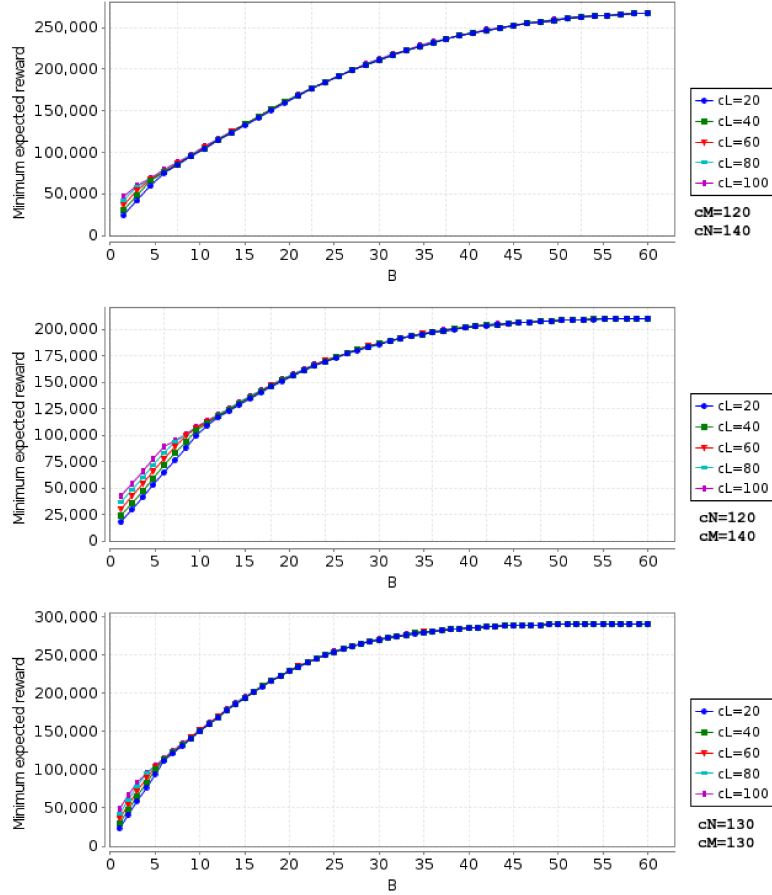 Minimum expected reward
250,000
200,000
150,000
100,000
50,000
0
0 5 10 15 20 25 30 35 40 45 50 55 60
B
cL=20
cL=40
cL=60
cL=80
cL=100
cM=120
cN=140
Minimum expected reward
200,000
175,000
150,000
125,000
100,000
75,000
50,000
25,000
0
0 5 10 15 20 25 30 35 40 45 50 55 60
B
cL=20
cL=40
cL=60
cL=80
cL=100
cN=120
cM=140
Minimum expected reward
300,000
250,000
200,000
150,000
100,000
50,000
0
0 5 10 15 20 25 30 35 40 45 50 55 60
B
cL=20
cL=40
cL=60
cL=80
cL=100
cN=130
cM=130